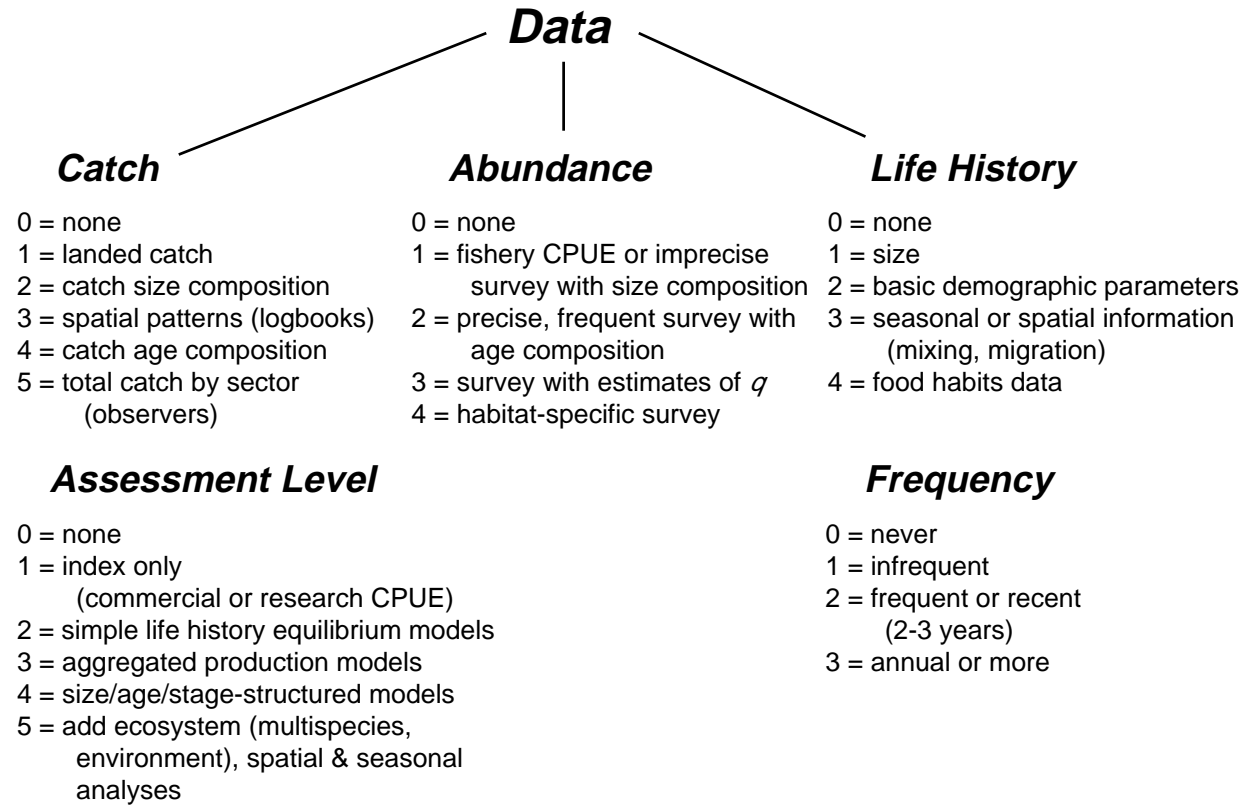 Data
Catch
0 = none
1 = landed catch
2 = catch size composition
3 = spatial patterns (logbooks)
4 = catch age composition
5 = total catch by sector
(observers)
Abundance
0 = none
1 = fishery CPUE or imprecise
survey with size composition
2 = precise, frequent survey with
age composition
3 = survey with estimates of q
4 = habitat-specific survey
Life History
0 = none
1 = size
2 = basic demographic parameters
3 = seasonal or spatial information
(mixing, migration)
4 = food habits data
Assessment Level
0 = none
1 = index only
(commercial or research CPUE)
2 = simple life history equilibrium models
3 = aggregated production models
4 = size/age/stage-structured models
5 = add ecosystem (multispecies,
environment), spatial & seasonal
analyses
Frequency
0 = never
1 = infrequent
2 = frequent or recent
(2-3 years)
3 = annual or more